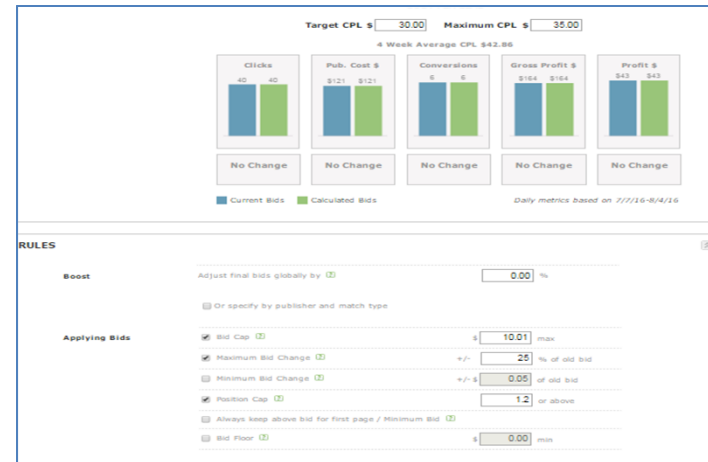 Target CPL $ 30.00 Maximum CPL $ 35.00
4 Week Average CPL $42.86
Clicks Pub. Cost $ Conversions Gross Profit $ Profit $
40 40 $121 $121 6 6 $164 $164 $43 $43
No Change No Change No Change No Change No Change
Current Bids Calculated Bids Daily metrics based on 7/7/16-8/4/16
RULES
Boost Adjust final bids globally by [?] 0.00 %
Or specify by publisher and match type
Applying Bids Bid Cap [?] $ 10.01 max
Maximum Bid Change [?] +/- 25 % of old bid
Minimum Bid Change [?] +/- $ 0.05 of old bid
Position Cap [?] 1.2 or above
Always keep above bid for first page / Minimum Bid [?]
Bid Floor [?] $ 0.00 min